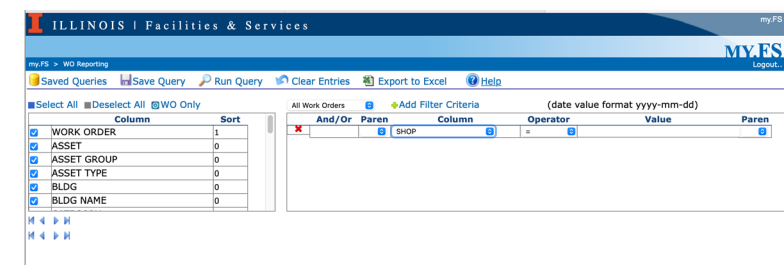 ILLINOIS | Facilities & Services
my.FS
MY.FS
my.FS > WO Reporting
Logout..
Saved Queries Save Query Run Query Clear Entries Export to Excel Help
Select All Deselect All WO Only
All Work Orders Add Filter Criteria (date value format yyyy-mm-dd)
Column Sort
And/Or Paren Column Operator Value Paren
WORK ORDER 1
SHOP =
ASSET 0
ASSET GROUP 0
ASSET TYPE 0
BLDG 0
BLDG NAME 0